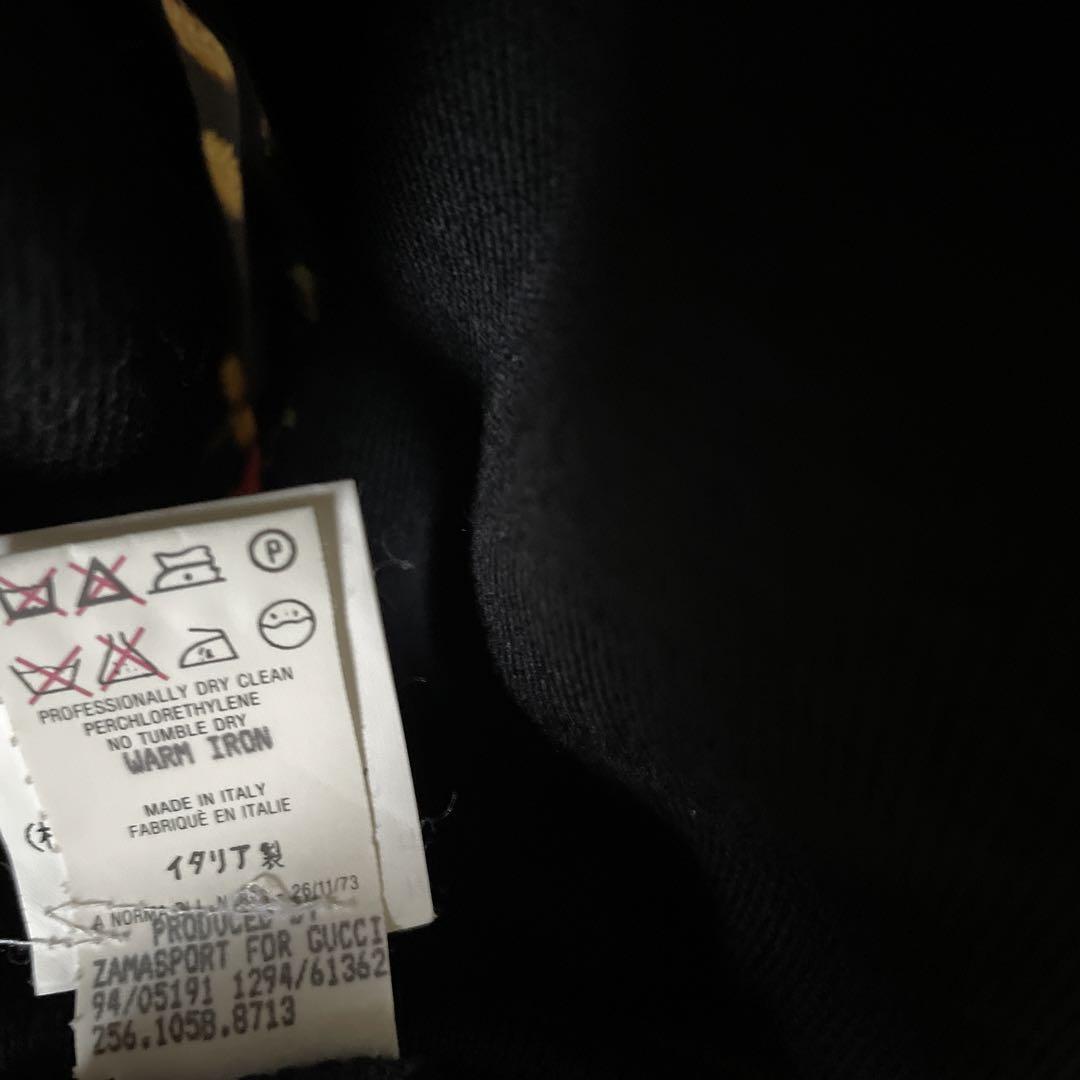 P
PROFESSIONALLY DRY CLEAN
PERCHLORETHYLENE
NO TUMBLE DRY
WARM IRON
MADE IN ITALY
FABRIQUÈ EN ITALIE
イタリア製
A NORMA - 26/11/73
PRODUCED BY
ZAMASPORT FOR GUCCI
94/05191 1294/61362
256.1058.8713